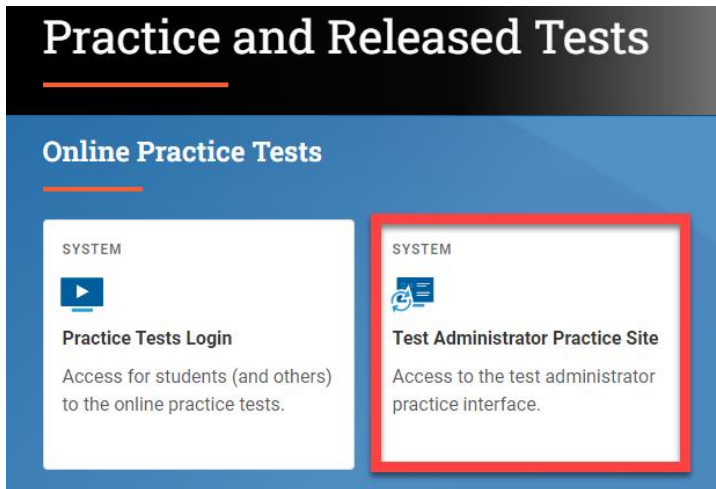 Practice and Released Tests
Online Practice Tests
SYSTEM
Practice Tests Login
Access for students (and others)
to the online practice tests.
SYSTEM
Test Administrator Practice Site
Access to the test administrator
practice interface.